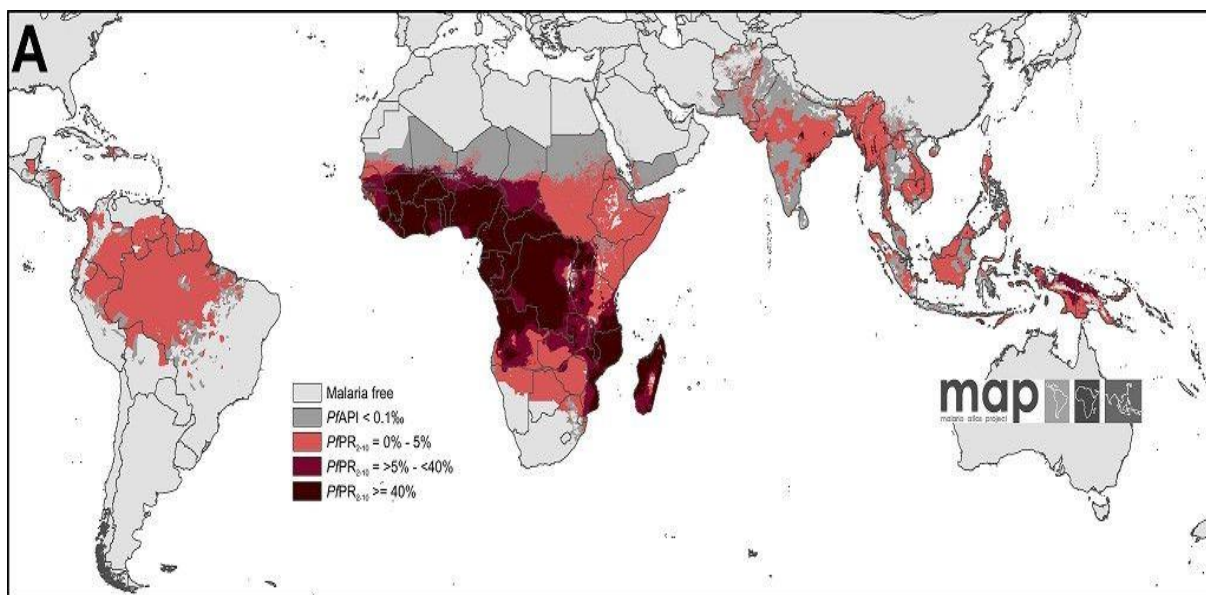 A
Malaria free
PfAPI < 0.1‰
PfPR₂₋₁₀ = 0% - 5%
PfPR₂₋₁₀ = >5% - <40%
PfPR₂₋₁₀ >= 40%
map
malaria atlas project